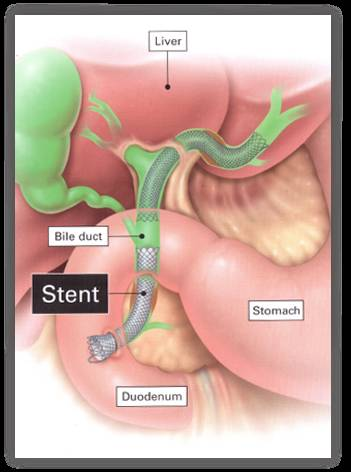 Liver
Bile duct
Stent
Stomach
Duodenum